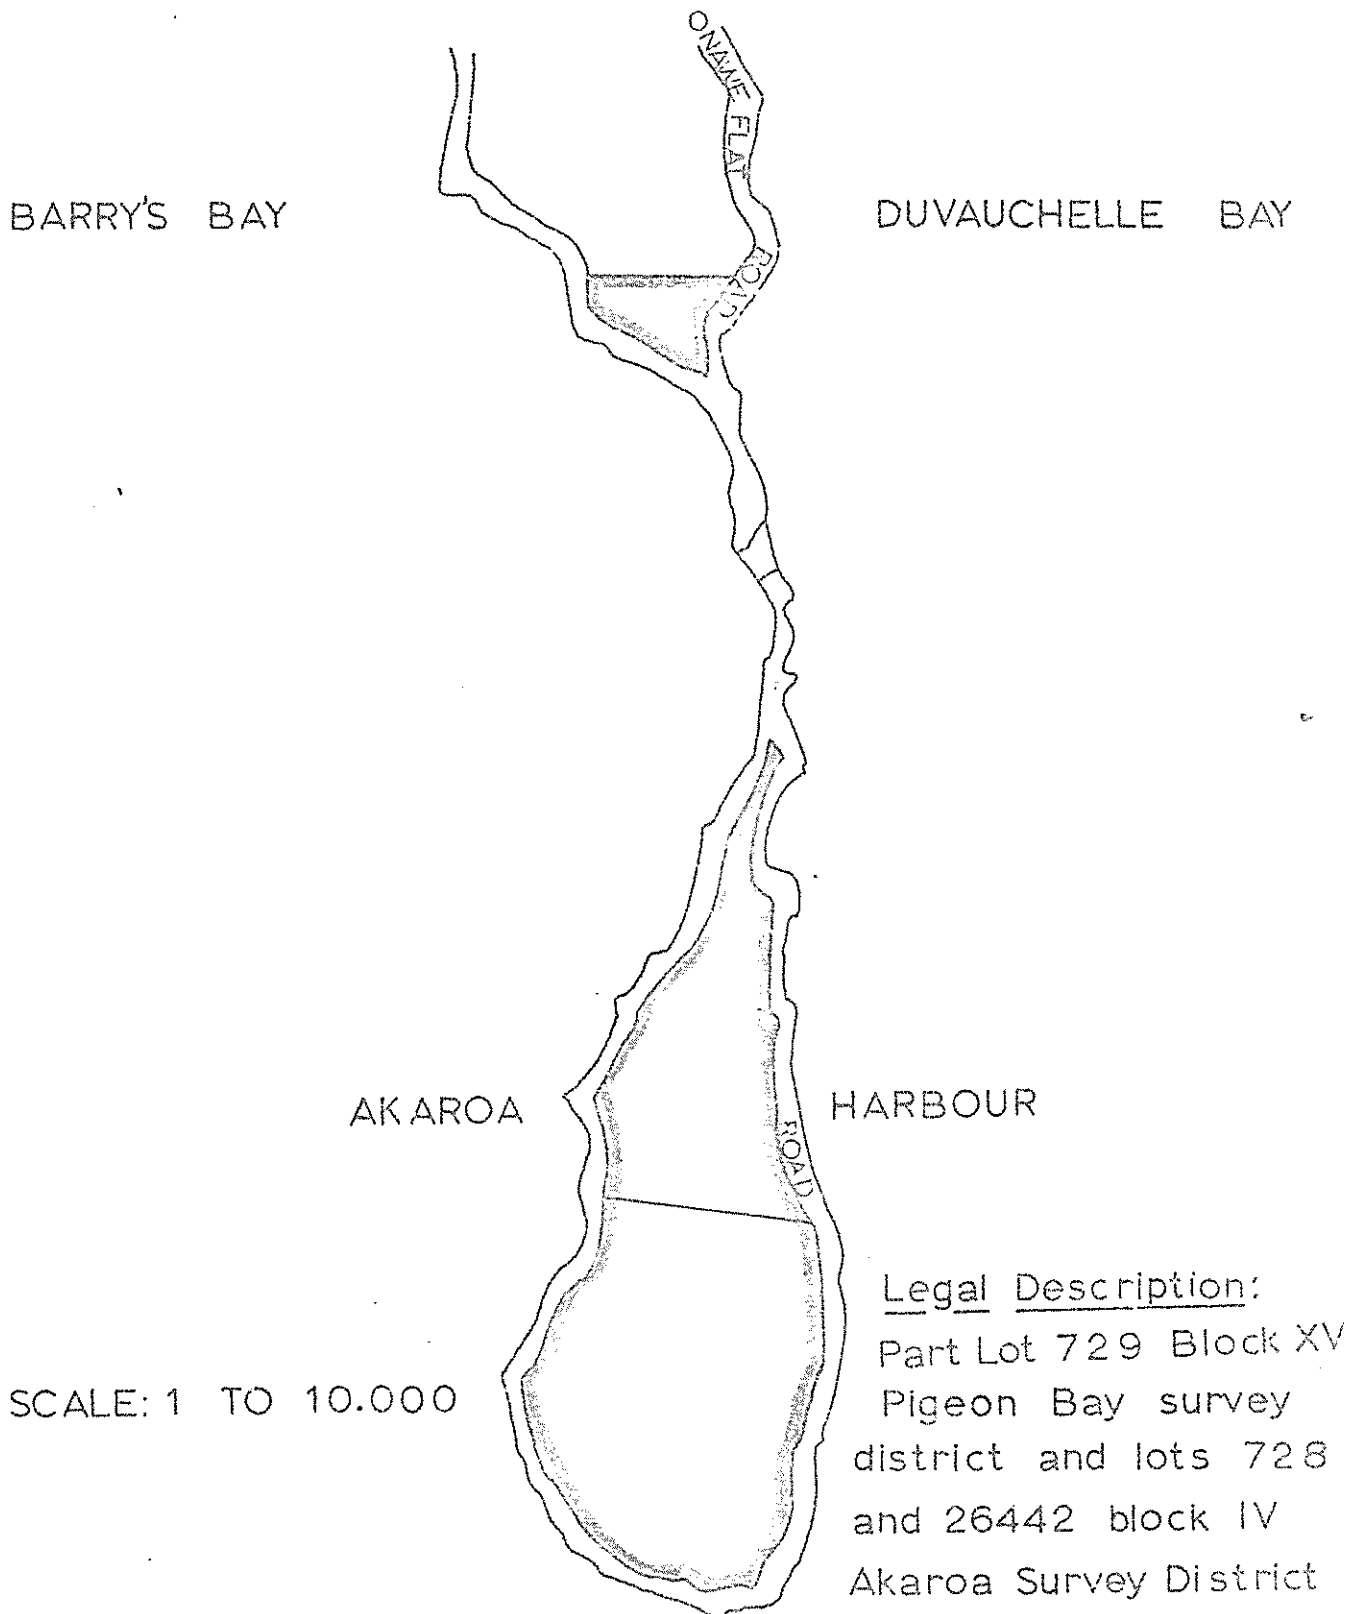 ONAWE FLAT ROAD
BARRY'S BAY
DUVAUCHELLE BAY
AKAROA HARBOUR
ROAD
Legal Description:
Part Lot 729 Block XV
Pigeon Bay survey
district and lots 728
and 26442 block IV
Akaroa Survey District
SCALE: 1 TO 10.000